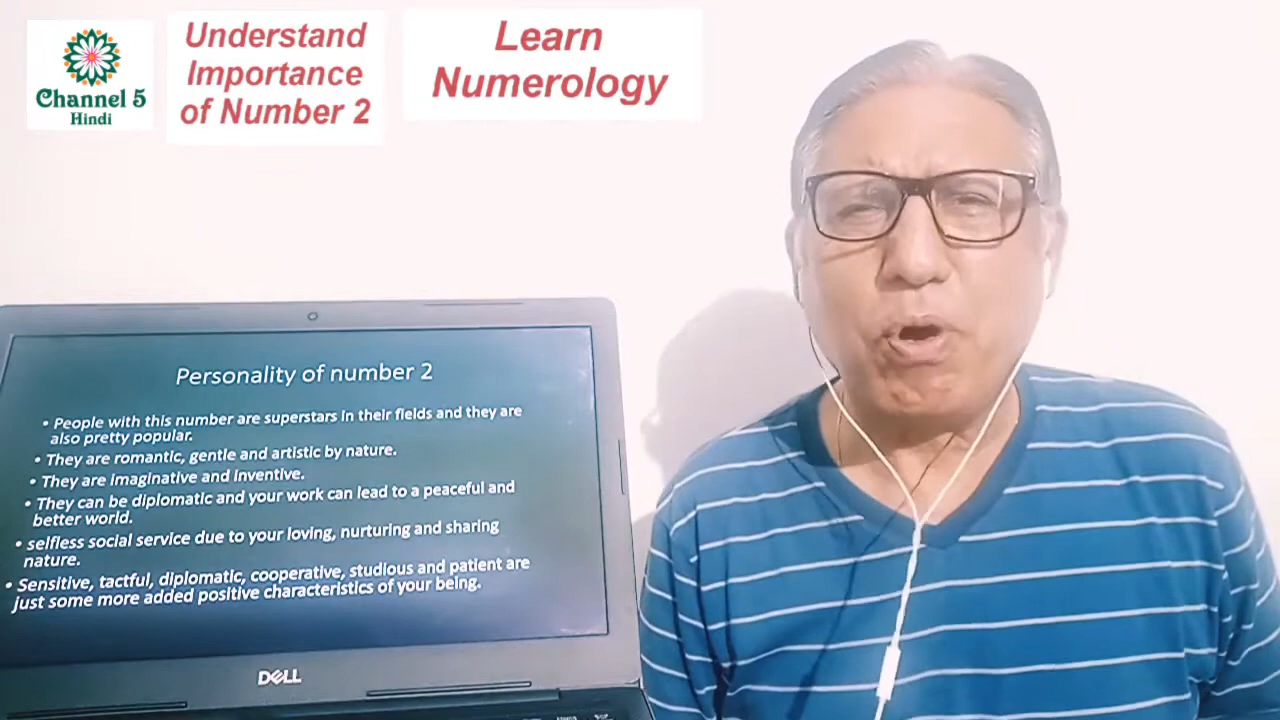 Channel 5
Hindi
Understand
Importance
of Number 2
Learn
Numerology
Personality of number 2
• People with this number are superstars in their fields and they are
also pretty popular.
• They are romantic, gentle and artistic by nature.
• They are imaginative and inventive.
• They can be diplomatic and your work can lead to a peaceful and
better world.
• selfless social service due to your loving, nurturing and sharing
nature.
• Sensitive, tactful, diplomatic, cooperative, studious and patient are
just some more added positive characteristics of your being.
DELL